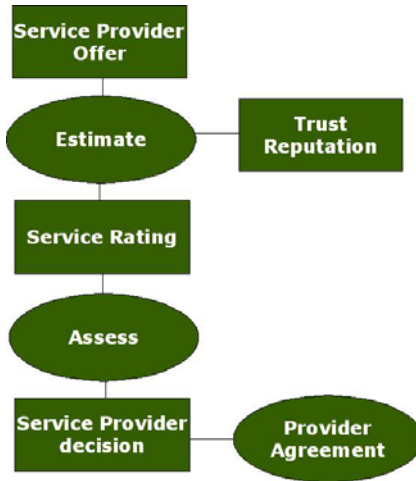 Service Provider
Offer
Estimate
Trust
Reputation
Service Rating
Assess
Service Provider
decision
Provider
Agreement